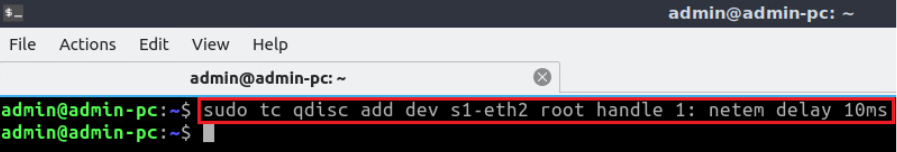 $_
admin@admin-pc: ~
File Actions Edit View Help
admin@admin-pc: ~
admin@admin-pc:~$ sudo tc qdisc add dev s1-eth2 root handle 1: netem delay 10ms
admin@admin-pc:~$